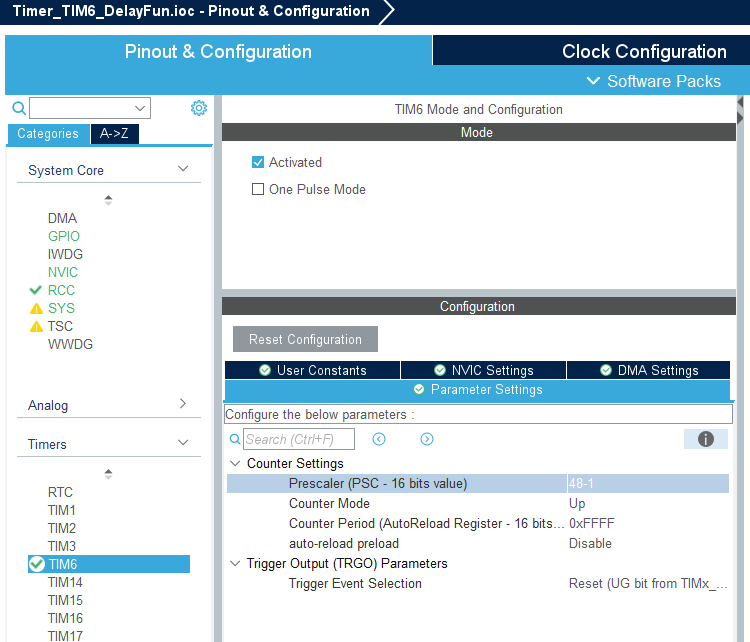 Timer_TIM6_DelayFun.ioc - Pinout & Configuration
Pinout & Configuration
Clock Configuration
Software Packs
Categories
A->Z
System Core
DMA
GPIO
IWDG
NVIC
RCC
SYS
TSC
WWDG
Analog
Timers
RTC
TIM1
TIM2
TIM3
TIM6
TIM14
TIM15
TIM16
TIM17
TIM6 Mode and Configuration
Mode
Activated
One Pulse Mode
Configuration
Reset Configuration
User Constants
NVIC Settings
DMA Settings
Parameter Settings
Configure the below parameters :
Search (Ctrl+F)
Counter Settings
Prescaler (PSC - 16 bits value) 48-1
Counter Mode Up
Counter Period (AutoReload Register - 16 bits... 0xFFFF
auto-reload preload Disable
Trigger Output (TRGO) Parameters
Trigger Event Selection Reset (UG bit from TIMx_...